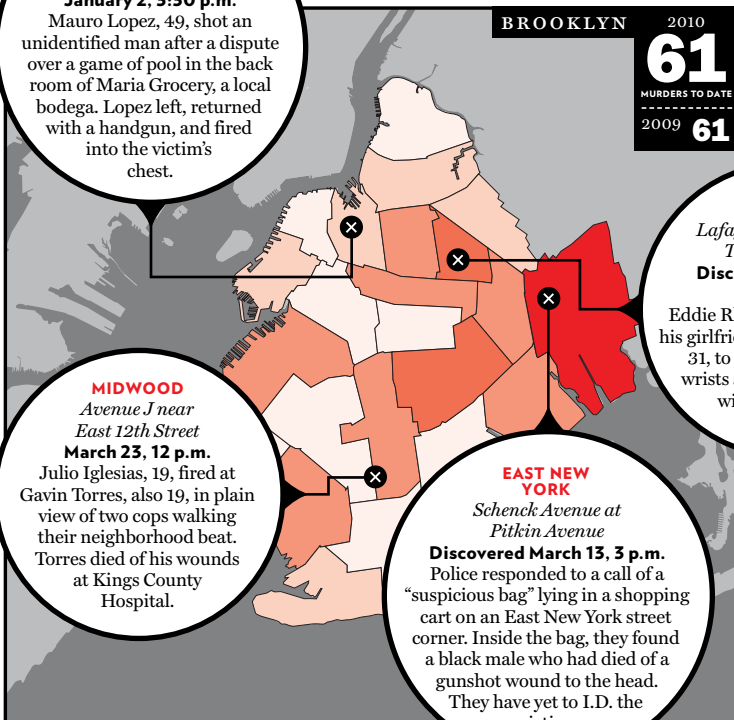 January 2, 5:30 p.m.
Mauro Lopez, 49, shot an
unidentified man after a dispute
over a game of pool in the back
room of Maria Grocery, a local
bodega. Lopez left, returned
with a handgun, and fired
into the victim's
chest.
BROOKLYN
2010
61
MURDERS TO DATE
2009 61
Disc
Eddie
his
31, to
wrists
MIDWOOD
Avenue J near
East 12th Street
March 23, 12 p.m.
Julio Iglesias, 19, fired at
Gavin Torres, also 19, in plain
view of two cops walking
their neighborhood beat.
Torres died of his wounds
at Kings County
Hospital.
EAST NEW
YORK
Schenck Avenue at
Pitkin Avenue
Discovered March 13, 3 p.m.
Police responded to a call of a
“suspicious bag” lying in a shopping
cart on an East New York street
corner. Inside the bag, they found
a black male who had died of a
gunshot wound to the head.
They have yet to I.D. the